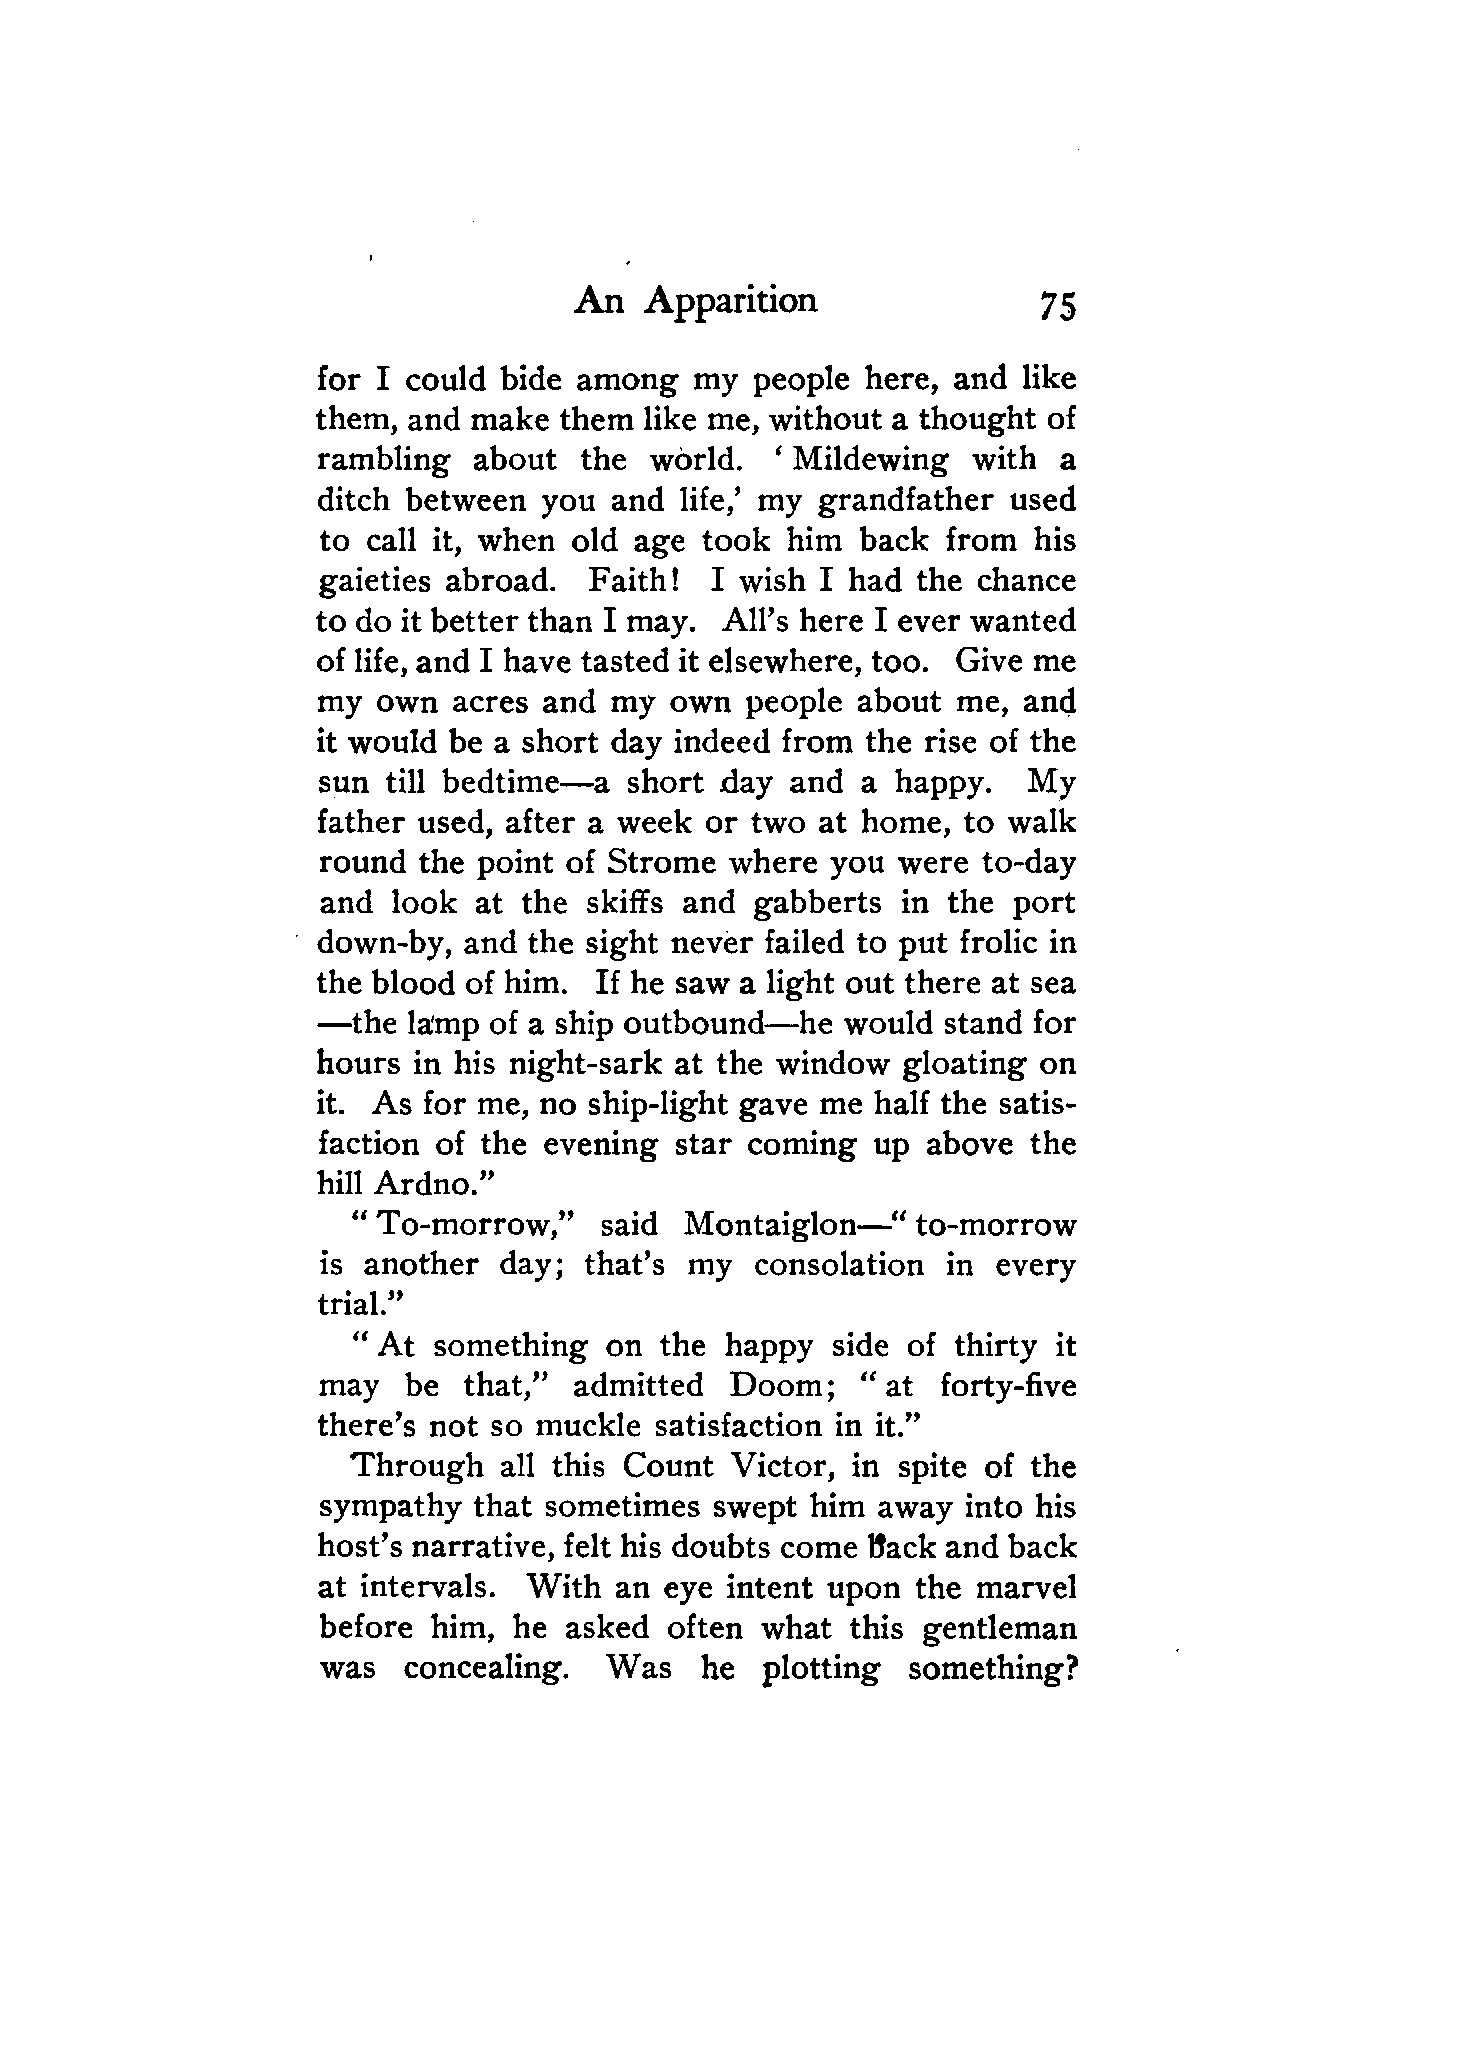 An Apparition 75
for I could bide among my people here, and like
them, and make them like me, without a thought of
rambling about the world. ‘Mildewing with a
ditch between you and life,’ my grandfather used
to call it, when old age took him back from his
gaieties abroad. Faith! I wish I had the chance
to do it better than I may. All’s here I ever wanted
of life, and I have tasted it elsewhere, too. Give me
my own acres and my own people about me, and
it would be a short day indeed from the rise of the
sun till bedtime—a short day and a happy. My
father used, after a week or two at home, to walk
round the point of Strome where you were to-day
and look at the skiffs and gabberts in the port
down-by, and the sight never failed to put frolic in
the blood of him. If he saw a light out there at sea
—the lamp of a ship outbound—he would stand for
hours in his night-sark at the window gloating on
it. As for me, no ship-light gave me half the satis-
faction of the evening star coming up above the
hill Ardno.”
“To-morrow,” said Montaiglon—“to-morrow
is another day; that’s my consolation in every
trial.”
“At something on the happy side of thirty it
may be that,” admitted Doom; “at forty-five
there’s not so muckle satisfaction in it.”
Through all this Count Victor, in spite of the
sympathy that sometimes swept him away into his
host’s narrative, felt his doubts come back and back
at intervals. With an eye intent upon the marvel
before him, he asked often what this gentleman
was concealing. Was he plotting something?